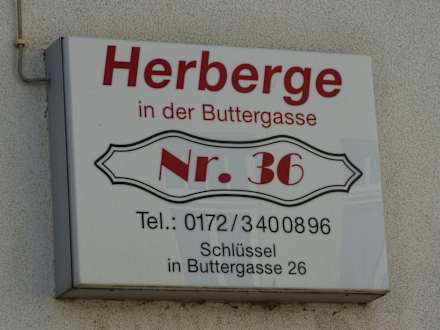 Herberge
in der Buttergasse
Nr. 36
Tel.: 0172/3400896
Schlüssel
in Buttergasse 26